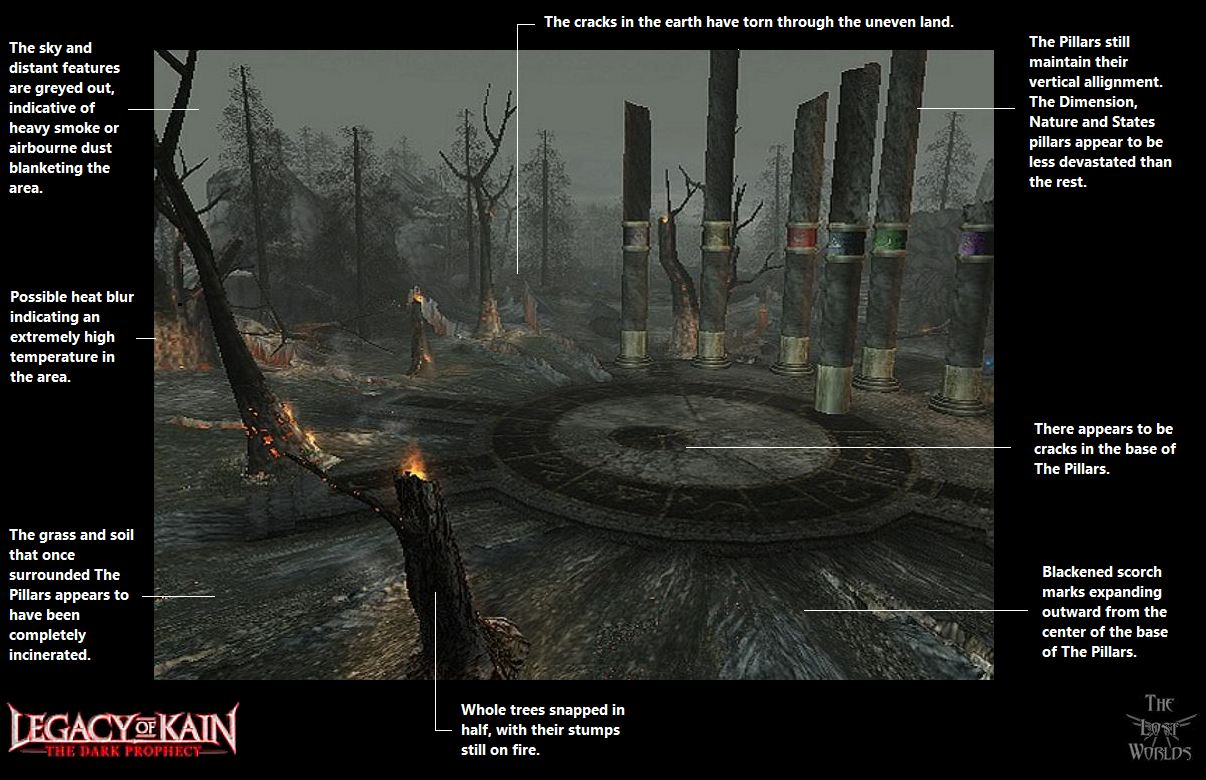 The cracks in the earth have torn through the uneven land.
The sky and
distant features
are greyed out,
indicative of
heavy smoke or
airbourne dust
blanketing the
area.
The Pillars still
maintain their
vertical allignment.
The Dimension,
Nature and States
pillars appear to be
less devastated than
the rest.
Possible heat blur
indicating an
extremely high
temperature in
the area.
There appears to be
cracks in the base of
The Pillars.
The grass and soil
that once
surrounded The
Pillars appears to
have been
completely
incinerated.
Blackened scorch
marks expanding
outward from the
center of the base
of The Pillars.
Whole trees snapped in
half, with their stumps
still on fire.
LEGACY OF KAIN
THE DARK PROPHECY
THE
LOST
WORLDS